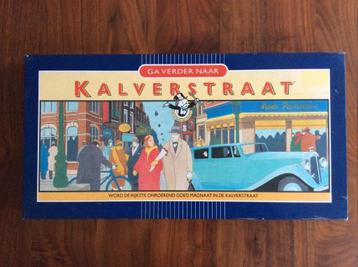 GA VERDER NAAR
KALVERSTRAAT
WORD DE RIJKSTE ONROEREND GOED MAGNAAT IN DE KALVERSTRAAT